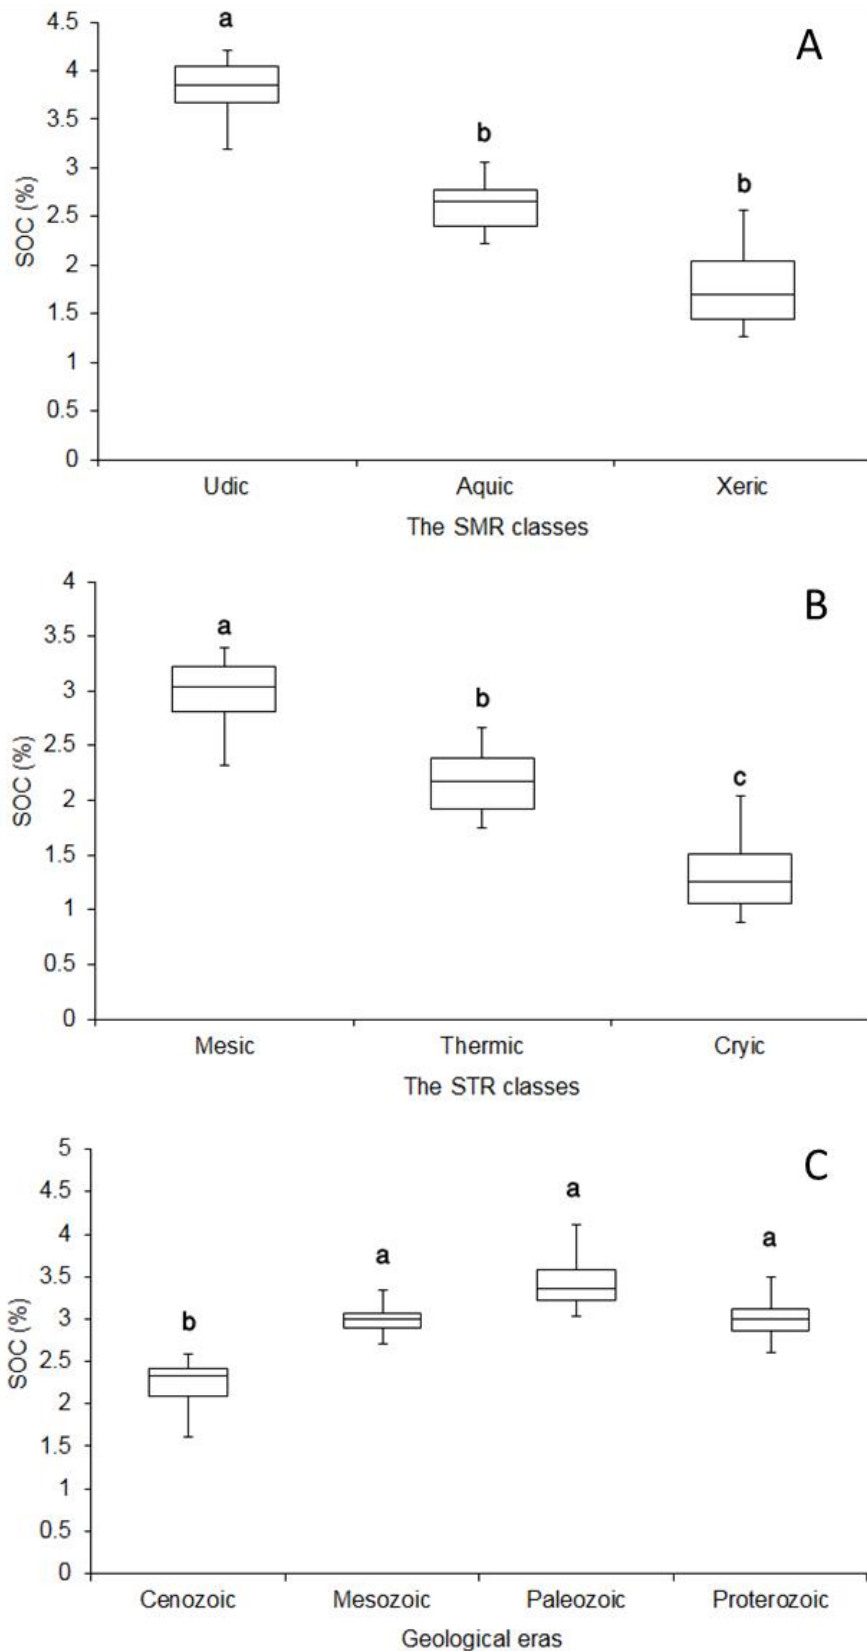 A
SOC (%)
4.5
4
3.5
3
2.5
2
1.5
1
0.5
0
a
b
b
Udic Aquic Xeric
The SMR classes
B
SOC (%)
4
3.5
3
2.5
2
1.5
1
0.5
0
a
b
c
Mesic Thermic Cryic
The STR classes
C
SOC (%)
5
4.5
4
3.5
3
2.5
2
1.5
1
0.5
0
b
a
a
a
Cenozoic Mesozoic Paleozoic Proterozoic
Geological eras